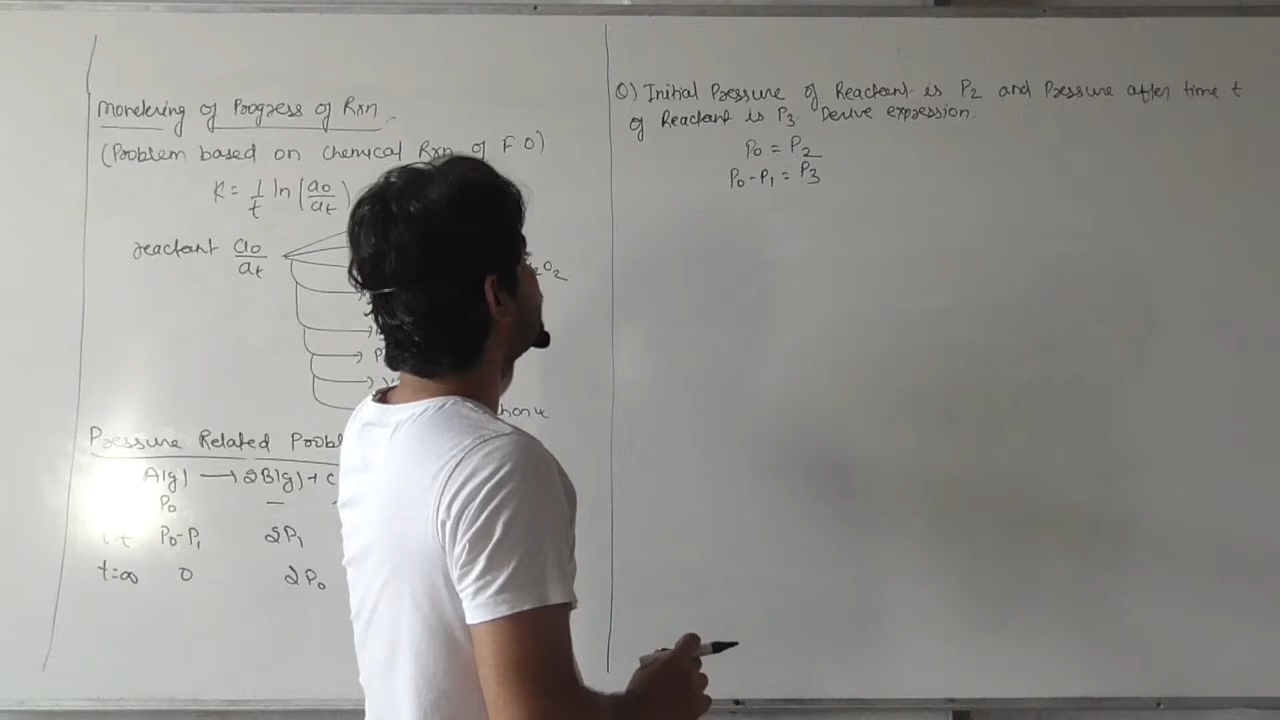 Monetering of Progress of Rxn
(Problem based on Chemical Rxn of F O)
K = 1/t ln (a₀/aₜ)
reactant a₀/aₜ
Pressure Related
A(g) → 2B(g) + C
P₀ —
t P₀-P₁ 2P₁
t=∞ 0 2P₀
Q) Initial Pressure of Reactant is P₂ and Pressure after time t
of Reactant is P₃. Derive expression.
P₀ = P₂
P₀-P₁ = P₃